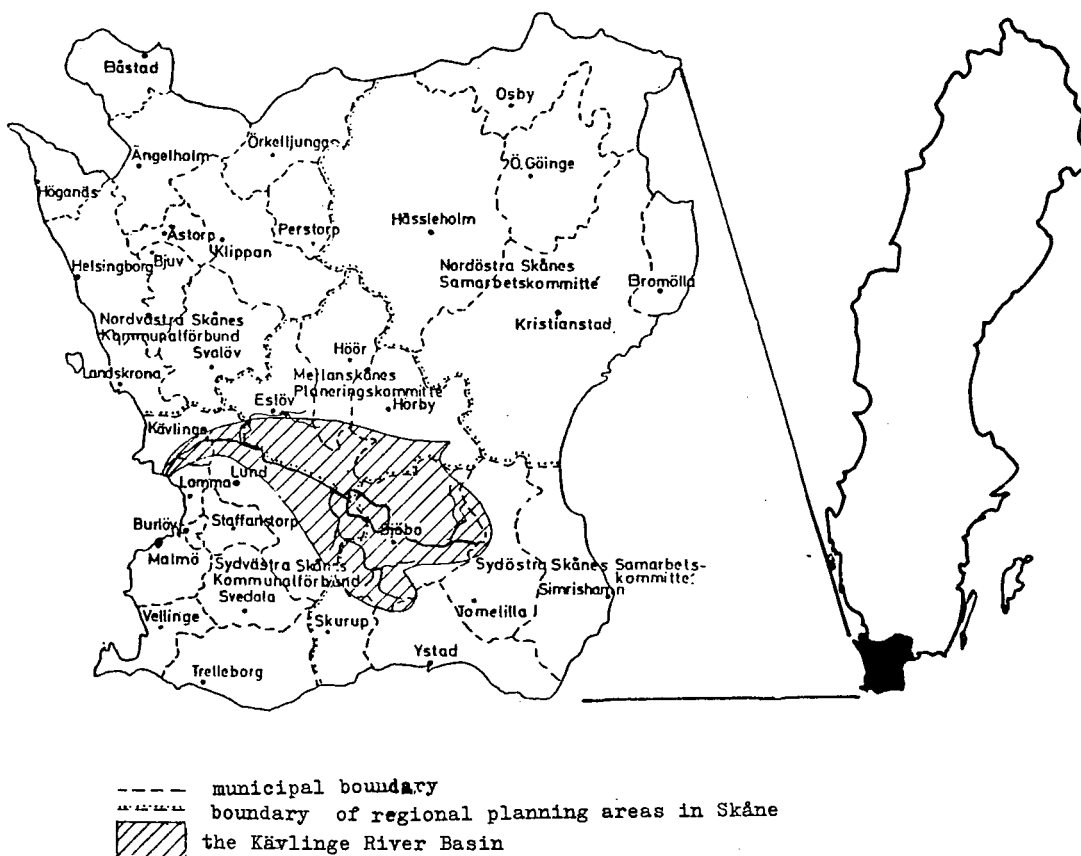 Båstad
Osby
Örkelljunga
Ängelholm
Ö. Göinge
Höganäs
Perstorp
Hässleholm
Åstorp
Klippan
Bjuv
Helsingborg
Nordöstra Skånes
Samarbetskommitté
Bromölla
Nordvästra Skånes
Kommunalförbund
Kristianstad
Svalöv
Höör
Landskrona
Mellanskånes
Planeringskommitté
Eslöv
Hörby
Kävlinge
Lund
Lomma
Staffanstorp
Burlöv
Sjöbo
Malmö
Sydvästra Skånes
Kommunalförbund
Sydöstra Skånes Samarbets-
kommitté
Simrishamn
Svedala
Tomelilla
Vellinge
Skurup
Ystad
Trelleborg
municipal boundary
boundary of regional planning areas in Skåne
the Kävlinge River Basin